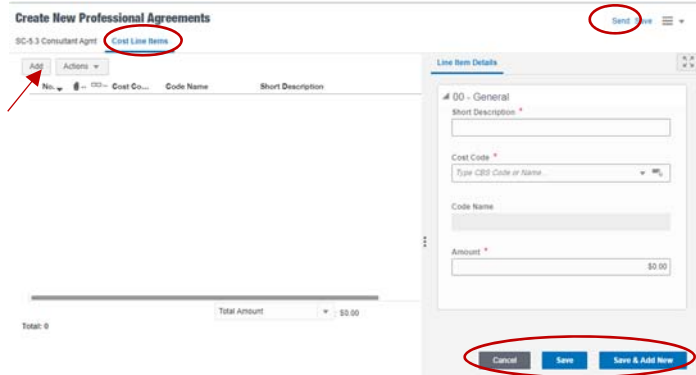 Create New Professional Agreements
Send Save
SC-5.3 Consultant Agmt Cost Line Items
Add Actions
No. Cost Co... Code Name Short Description
Total Amount : $0.00
Total: 0
Line Item Details
00 - General
Short Description *
Cost Code *
Type CBS Code or Name...
Code Name
Amount *
$0.00
Cancel Save Save & Add New